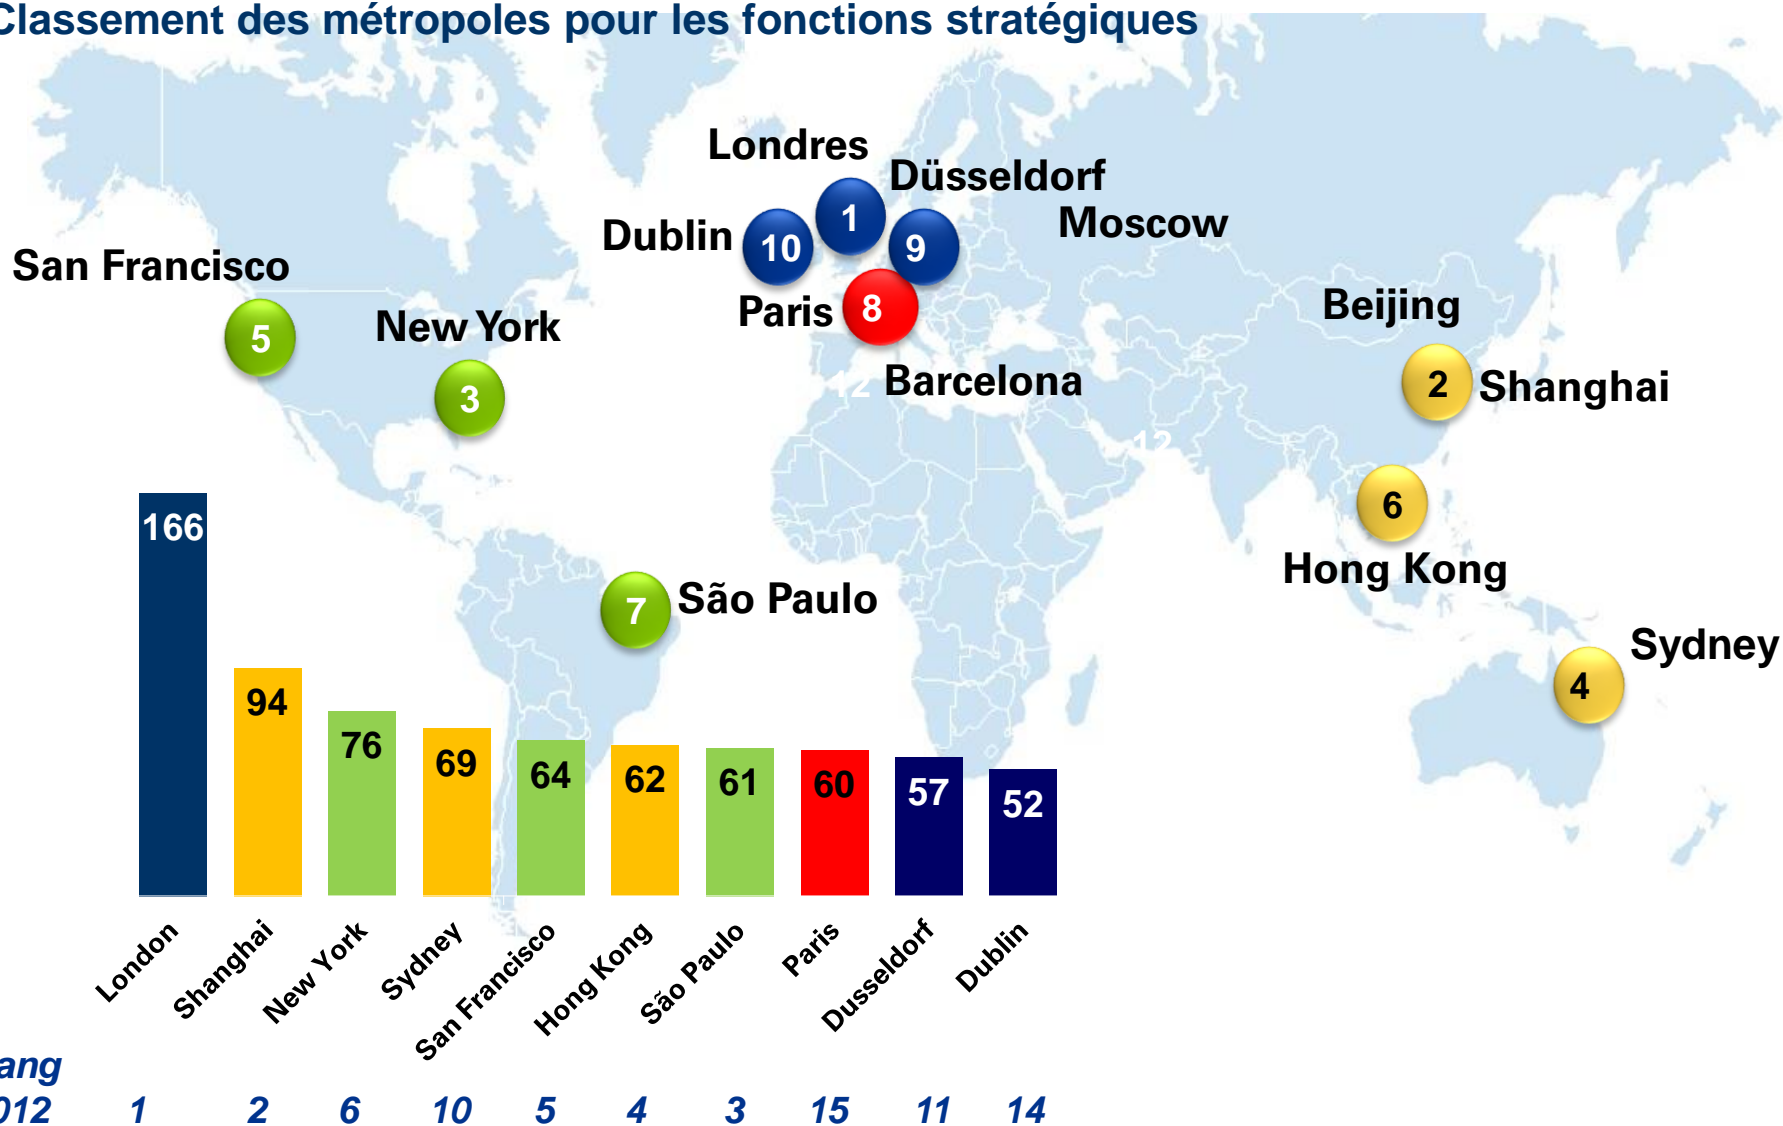 Classement des métropoles pour les fonctions stratégiques
Londres
Düsseldorf
Moscow
Dublin
10
1
9
San Francisco
5
New York
3
Paris
8
Beijing
12
Barcelona
2
Shanghai
12
6
Hong Kong
7
São Paulo
Sydney
4
166
94
76
69
64
62
61
60
57
52
London
Shanghai
New York
Sydney
San Francisco
Hong Kong
São Paulo
Paris
Dusseldorf
Dublin
ang
012 1 2 6 10 5 4 3 15 11 14